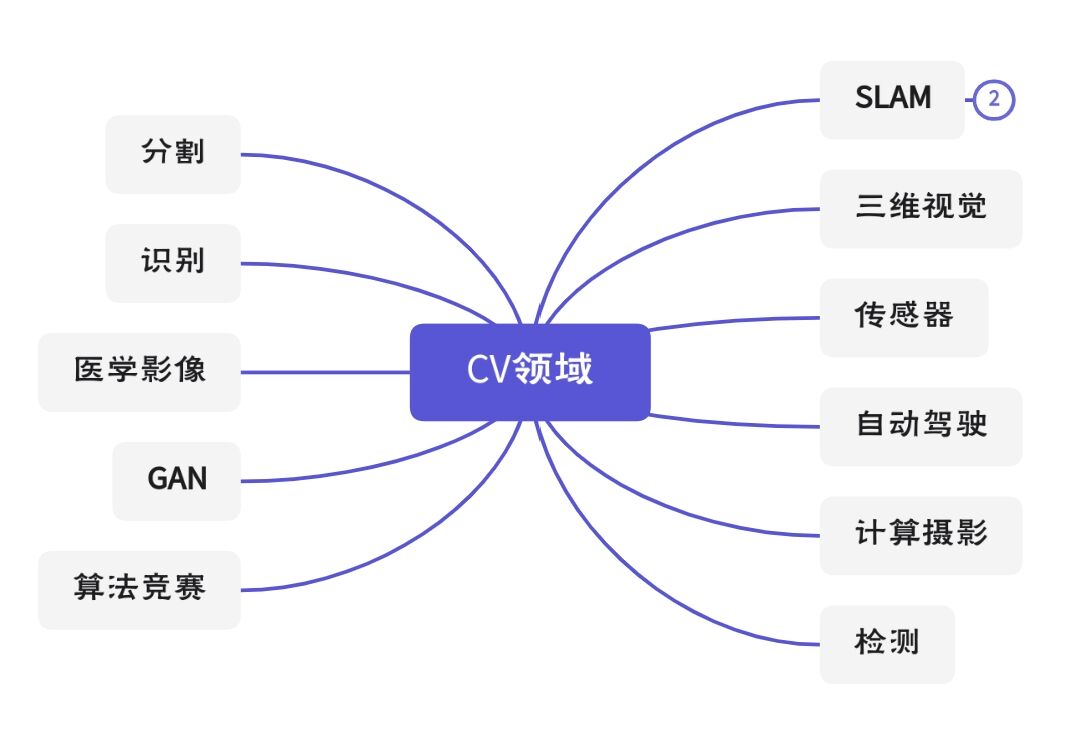 CV领域
SLAM
2
三维视觉
传感器
自动驾驶
计算摄影
检测
分割
识别
医学影像
GAN
算法竞赛